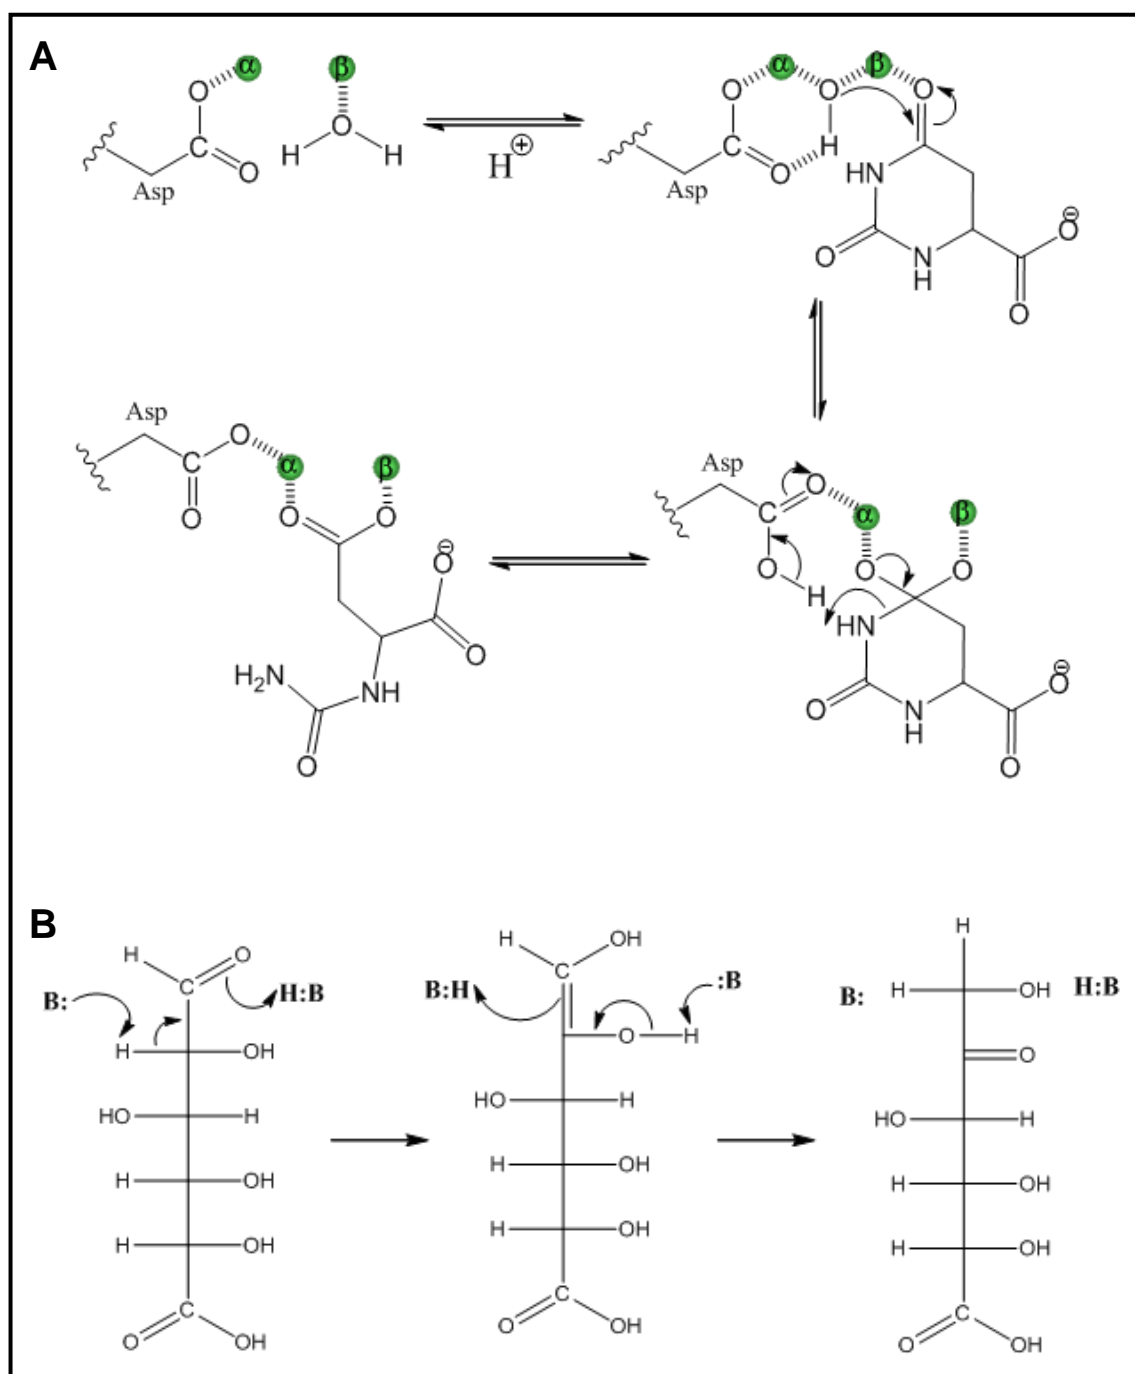 A
α β α β
O O O O
H
C O H H H⊕ C O HN
Asp Asp
O N H O⊖
O
Asp Asp
O α β O α β
C C
O O O O H O O
O⊖ HN
H2N NH O O N H O⊖
O O
B
H O H OH H
B: C H:B B:H C :B B: H OH H:B
H OH O H O
HO H HO H HO H
H OH H OH H OH
H OH H OH H OH
C C C
O OH O OH O OH